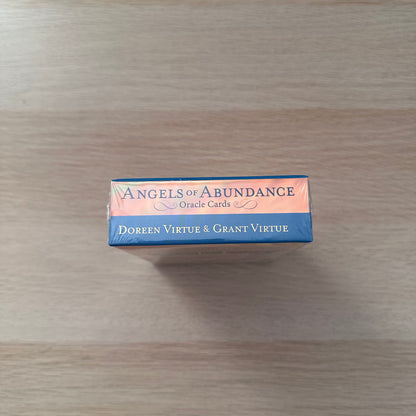 ANGELS OF ABUNDANCE
Oracle Cards
DOREEN VIRTUE & GRANT VIRTUE